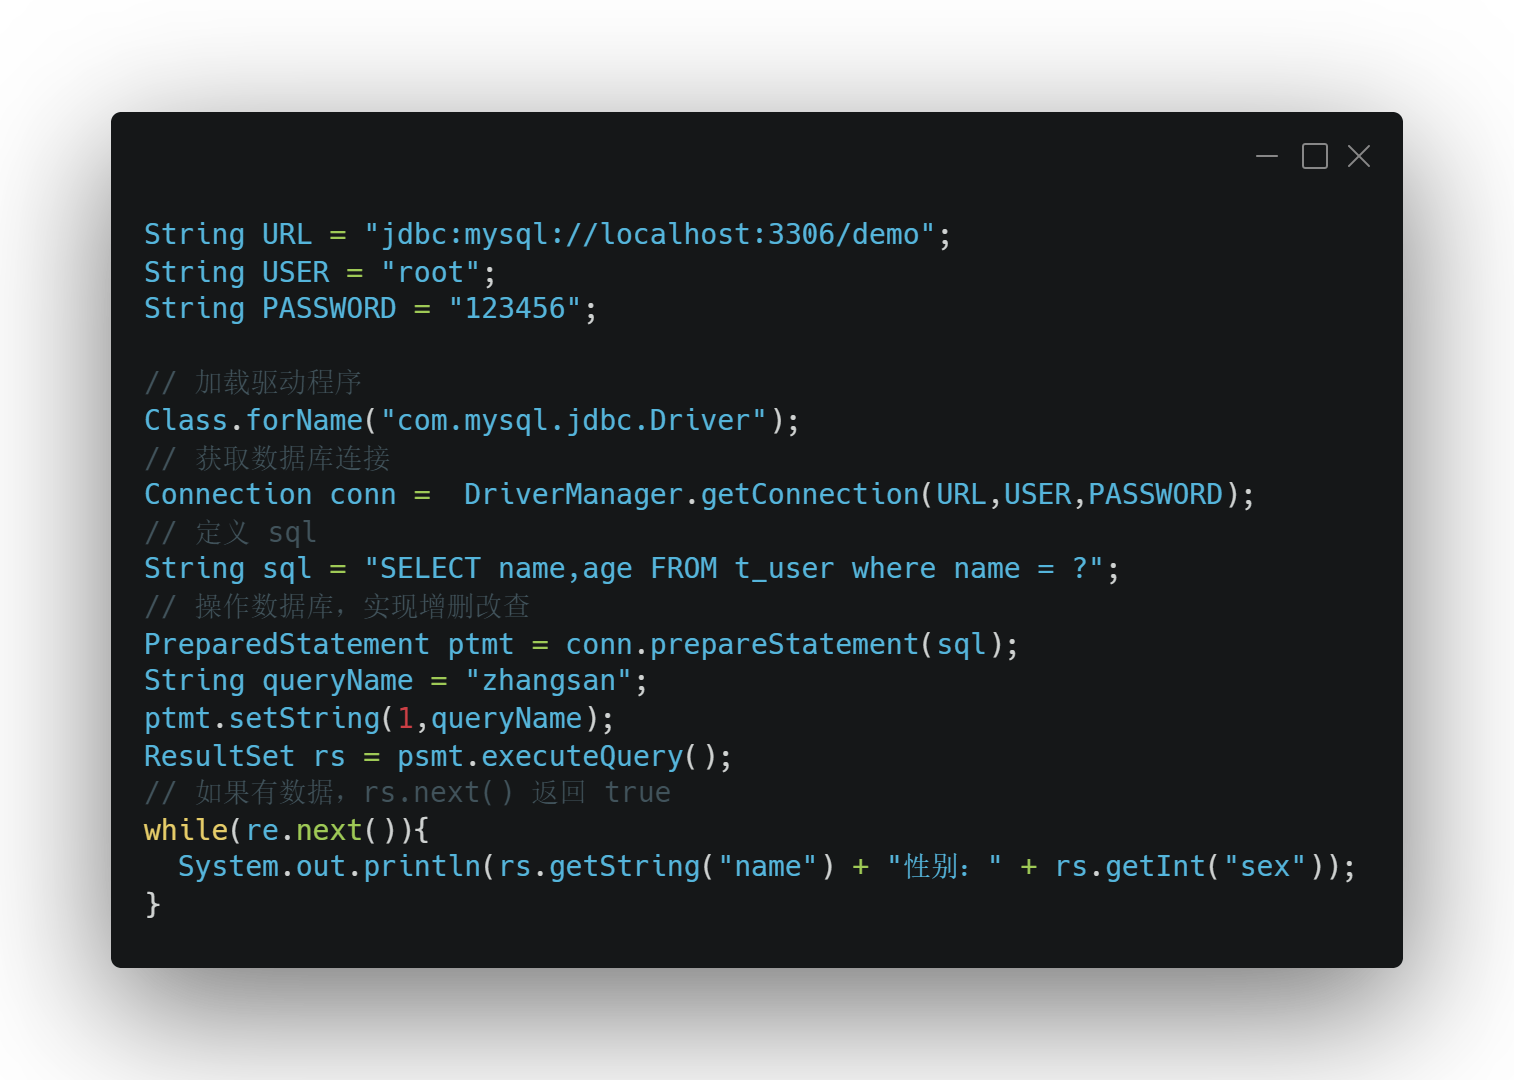 String URL = "jdbc:mysql://localhost:3306/demo";
String USER = "root";
String PASSWORD = "123456";

// 加载驱动程序
Class.forName("com.mysql.jdbc.Driver");
// 获取数据库连接
Connection conn =  DriverManager.getConnection(URL,USER,PASSWORD);
// 定义 sql
String sql = "SELECT name,age FROM t_user where name = ?";
// 操作数据库，实现增删改查
PreparedStatement ptmt = conn.prepareStatement(sql);
String queryName = "zhangsan";
ptmt.setString(1,queryName);
ResultSet rs = psmt.executeQuery();
// 如果有数据，rs.next() 返回 true
while(re.next()){
  System.out.println(rs.getString("name") + "性别：" + rs.getInt("sex"));
}